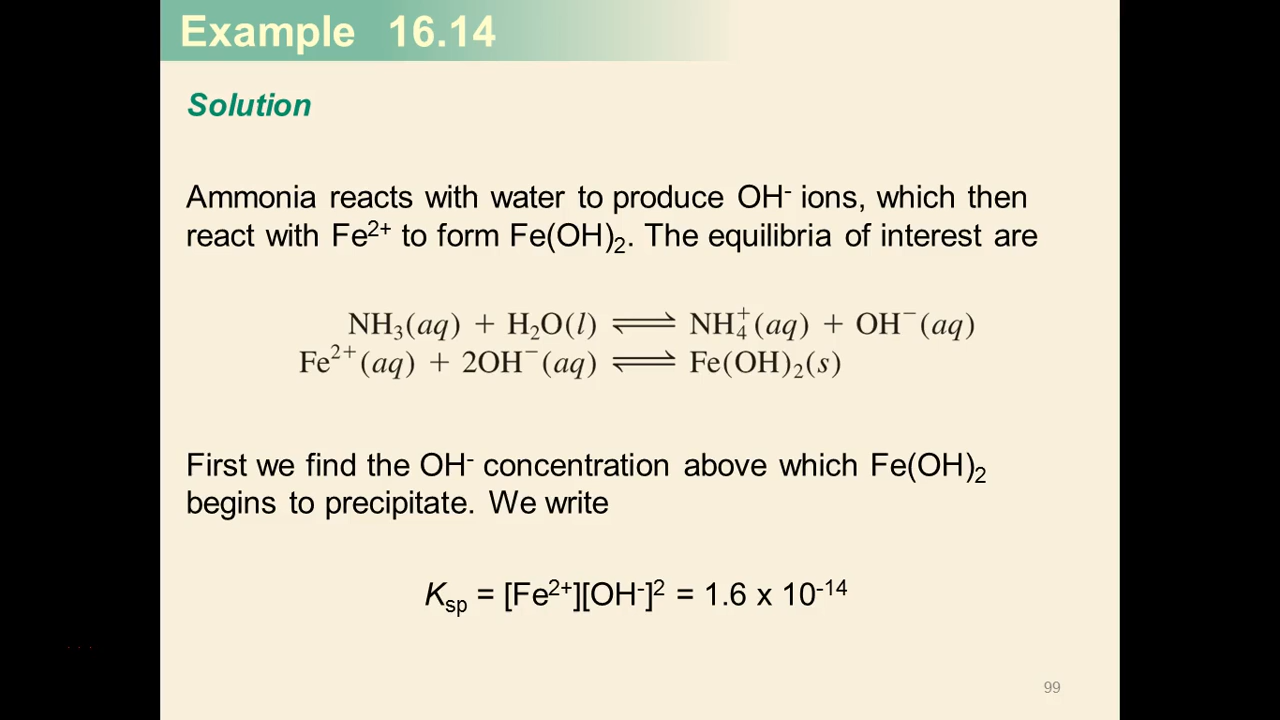 Example 16.14
Solution
Ammonia reacts with water to produce OH⁻ ions, which then
react with Fe²⁺ to form Fe(OH)₂. The equilibria of interest are
NH₃(aq) + H₂O(l) ⇌ NH₄⁺(aq) + OH⁻(aq)
Fe²⁺(aq) + 2OH⁻(aq) ⇌ Fe(OH)₂(s)
First we find the OH⁻ concentration above which Fe(OH)₂
begins to precipitate. We write
Kₛₚ = [Fe²⁺][OH⁻]² = 1.6 x 10⁻¹⁴
99